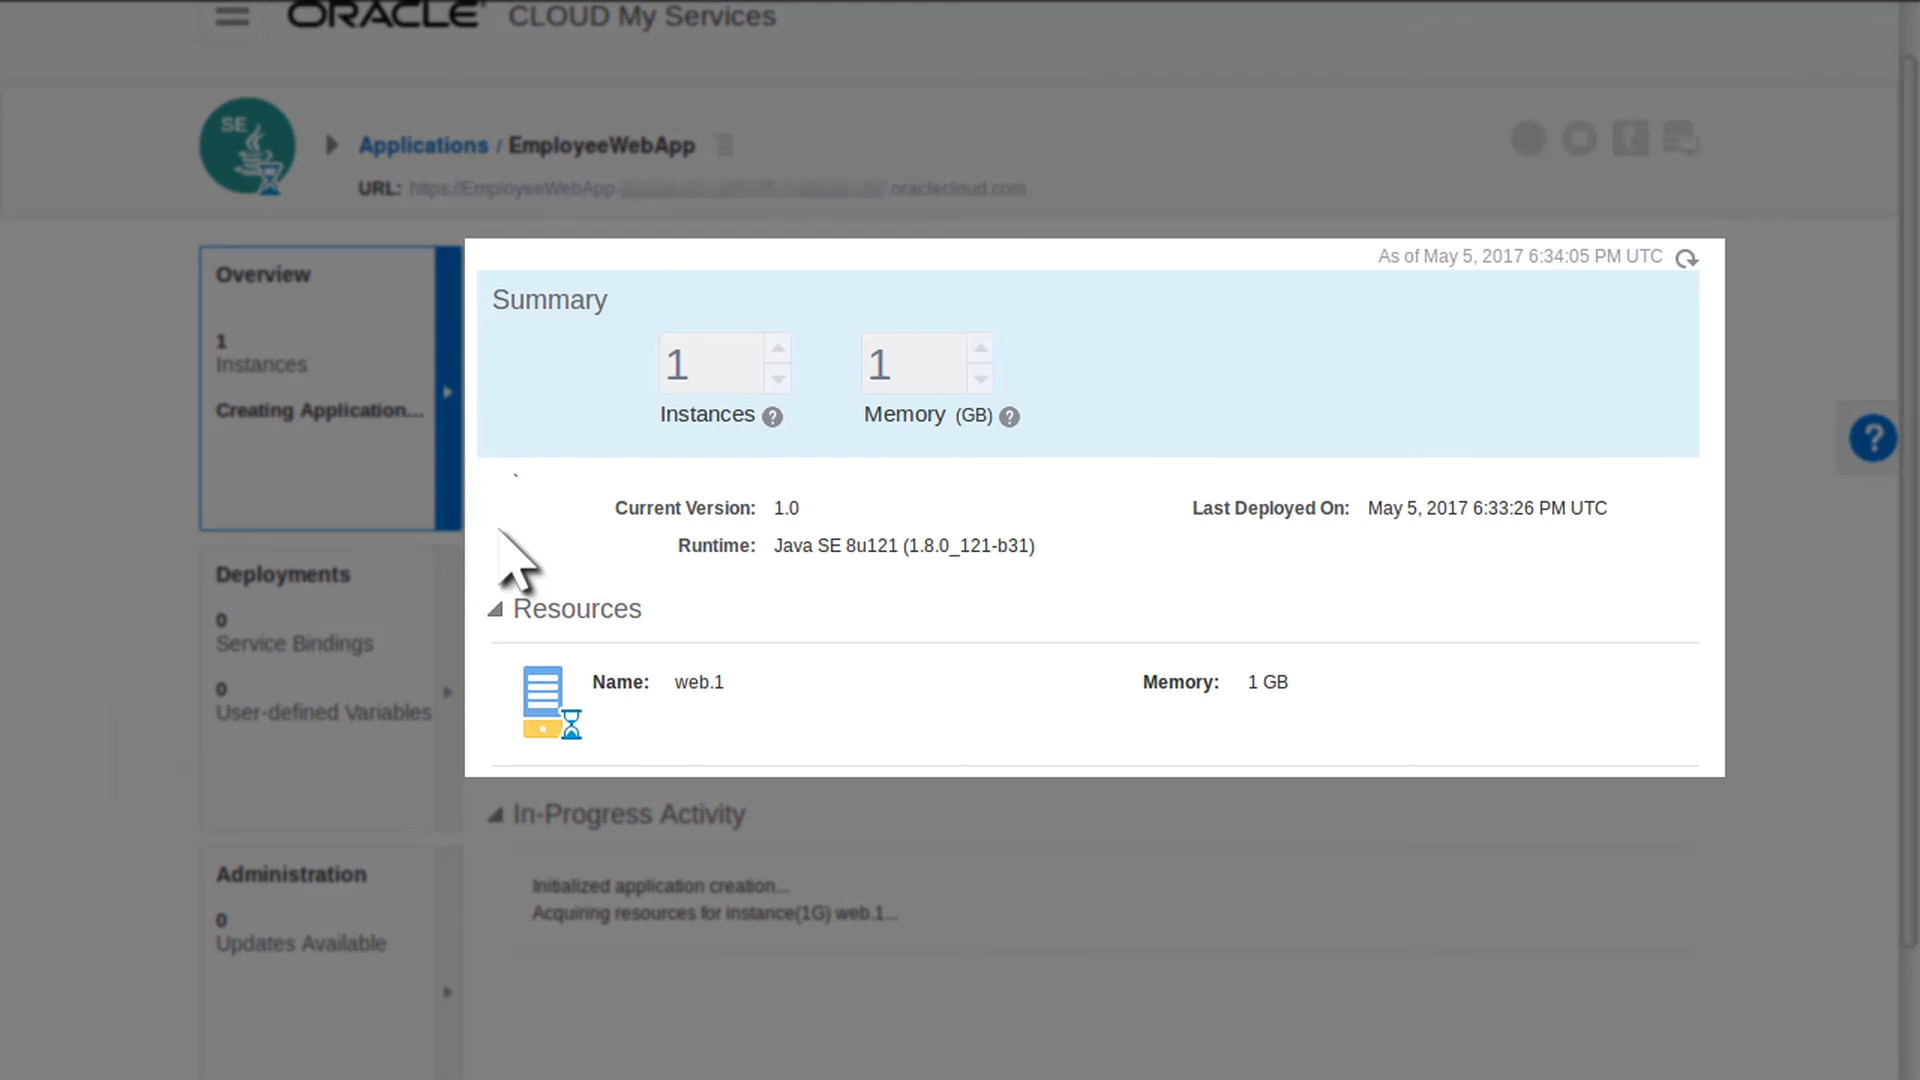 ORACLE CLOUD My Services
SE
Applications / EmployeeWebApp
URL: https://EmployeeWebApp- oraclecloud.com
Overview
1
Instances
Creating Application...
Deployments
0
Service Bindings
0
User-defined Variables
Administration
0
Updates Available
As of May 5, 2017 6:34:05 PM UTC
Summary
1 1
Instances ? Memory (GB) ?
`
Current Version: 1.0 Last Deployed On: May 5, 2017 6:33:26 PM UTC
Runtime: Java SE 8u121 (1.8.0_121-b31)
Resources
Name: web.1 Memory: 1 GB
In-Progress Activity
Initialized application creation...
Acquiring resources for instance(1G) web.1...
?